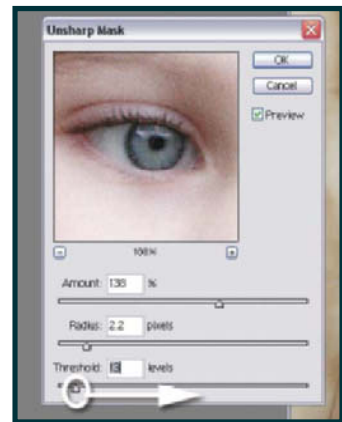 Unsharp Mask
OK
Cancel
Preview
100%
Amount: 138 %
Radius: 2.2 pixels
Threshold: levels